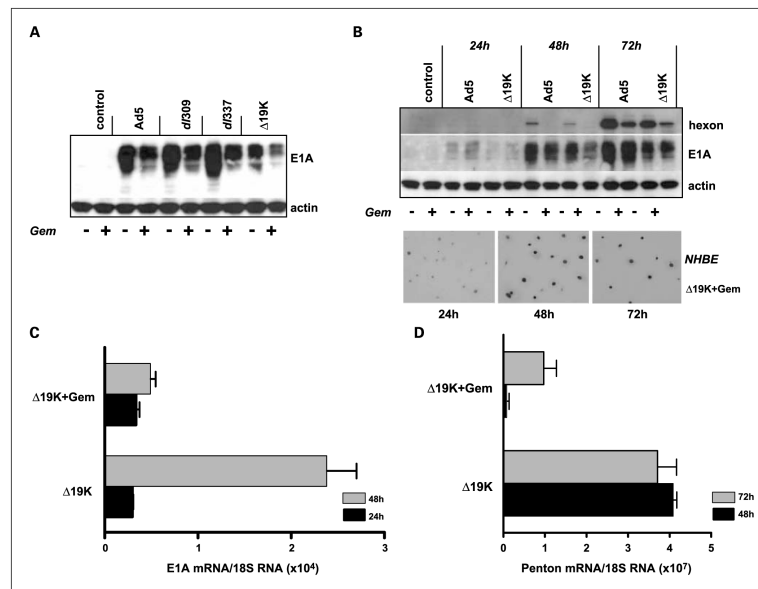 A
control
Ad5
dl309
dl337
Δ19K
E1A
actin
Gem - + - + - + - + - +
B
24h 48h 72h
control
Ad5
Δ19K
Ad5
Δ19K
Ad5
Δ19K
hexon
E1A
actin
Gem - + - + - + - + - + - + - +
NHBE
Δ19K+Gem
24h 48h 72h
C
Δ19K+Gem
Δ19K
48h
24h
0 1 2 3
E1A mRNA/18S RNA (x10⁴)
D
Δ19K+Gem
Δ19K
72h
48h
0 1 2 3 4 5
Penton mRNA/18S RNA (x10⁷)